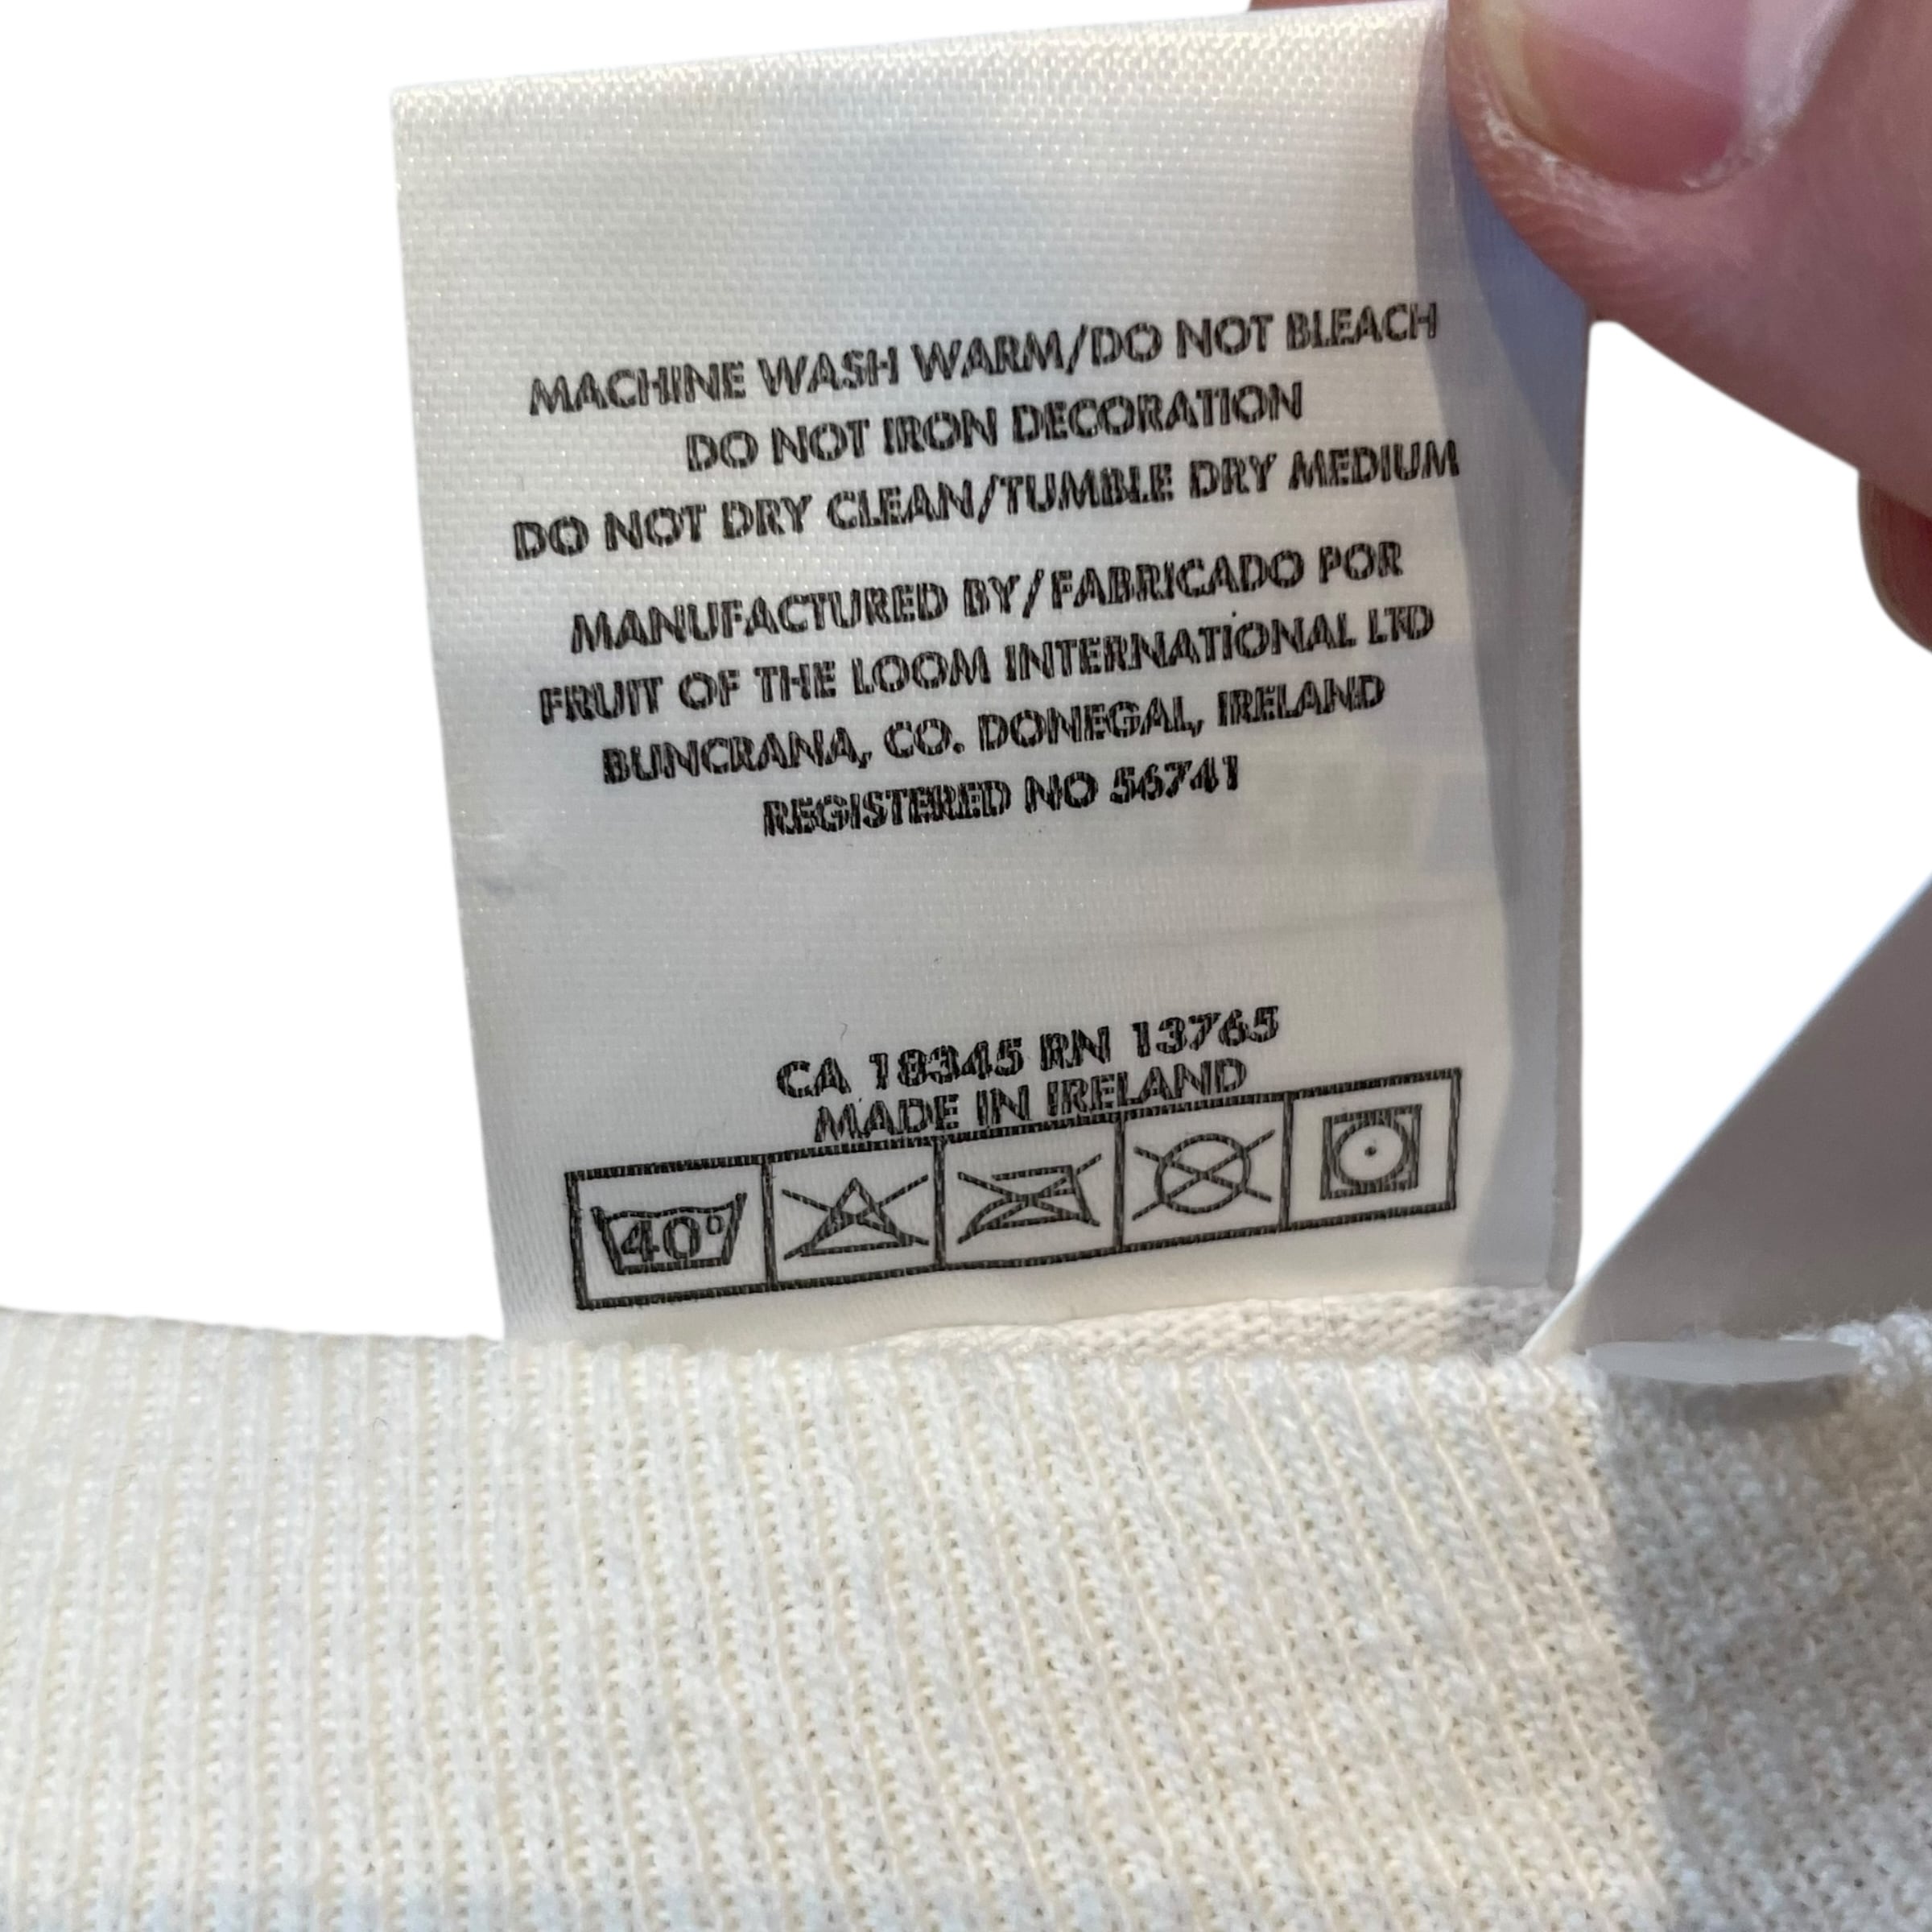 MACHINE WASH WARM/DO NOT BLEACH
DO NOT IRON DECORATION
DO NOT DRY CLEAN/TUMBLE DRY MEDIUM
MANUFACTURED BY/FABRICADO POR
FRUIT OF THE LOOM INTERNATIONAL LTD
BUNCRANA, CO. DONEGAL, IRELAND
REGISTERED NO 56741
CA 18345 RN 13765
MADE IN IRELAND
40°